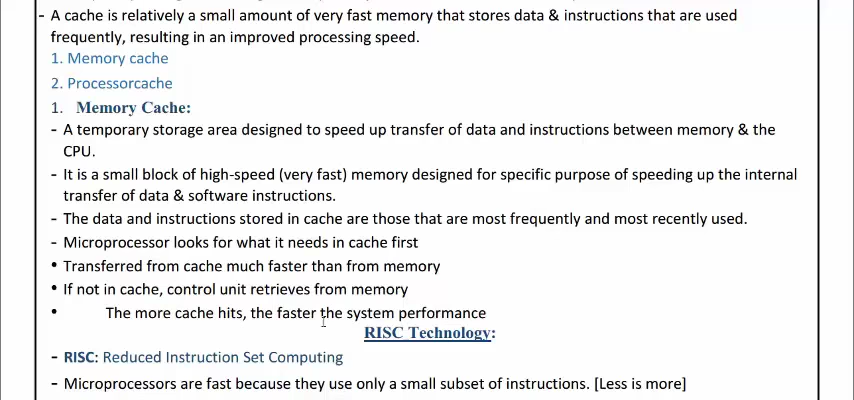 - A cache is relatively a small amount of very fast memory that stores data & instructions that are used
frequently, resulting in an improved processing speed.
1. Memory cache
2. Processorcache
1. Memory Cache:
- A temporary storage area designed to speed up transfer of data and instructions between memory & the
CPU.
- It is a small block of high-speed (very fast) memory designed for specific purpose of speeding up the internal
transfer of data & software instructions.
- The data and instructions stored in cache are those that are most frequently and most recently used.
- Microprocessor looks for what it needs in cache first
• Transferred from cache much faster than from memory
• If not in cache, control unit retrieves from memory
• The more cache hits, the faster the system performance
RISC Technology:
- RISC: Reduced Instruction Set Computing
- Microprocessors are fast because they use only a small subset of instructions. [Less is more]